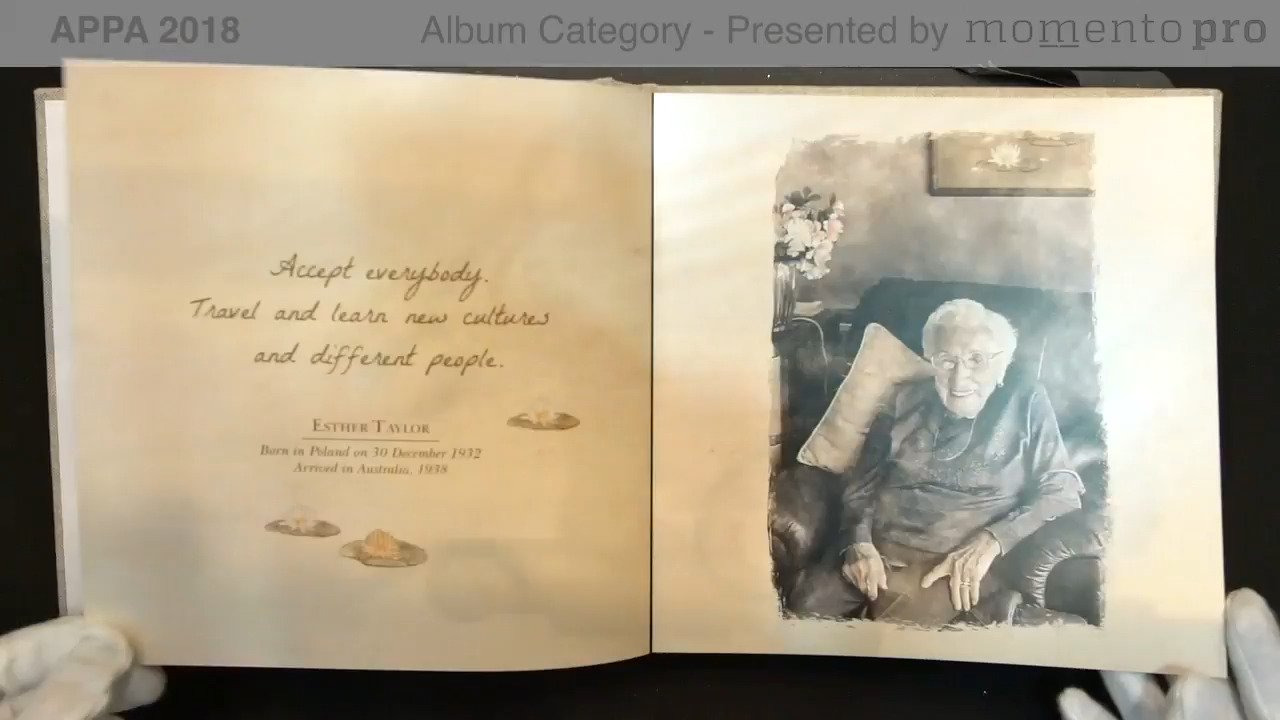 APPA 2018
Album Category - Presented by momento pro
Accept everybody.
Travel and learn new cultures
and different people.
ESTHER TAYLOR
Born in Poland on 30 December 1932
Arrived in Australia, 1938